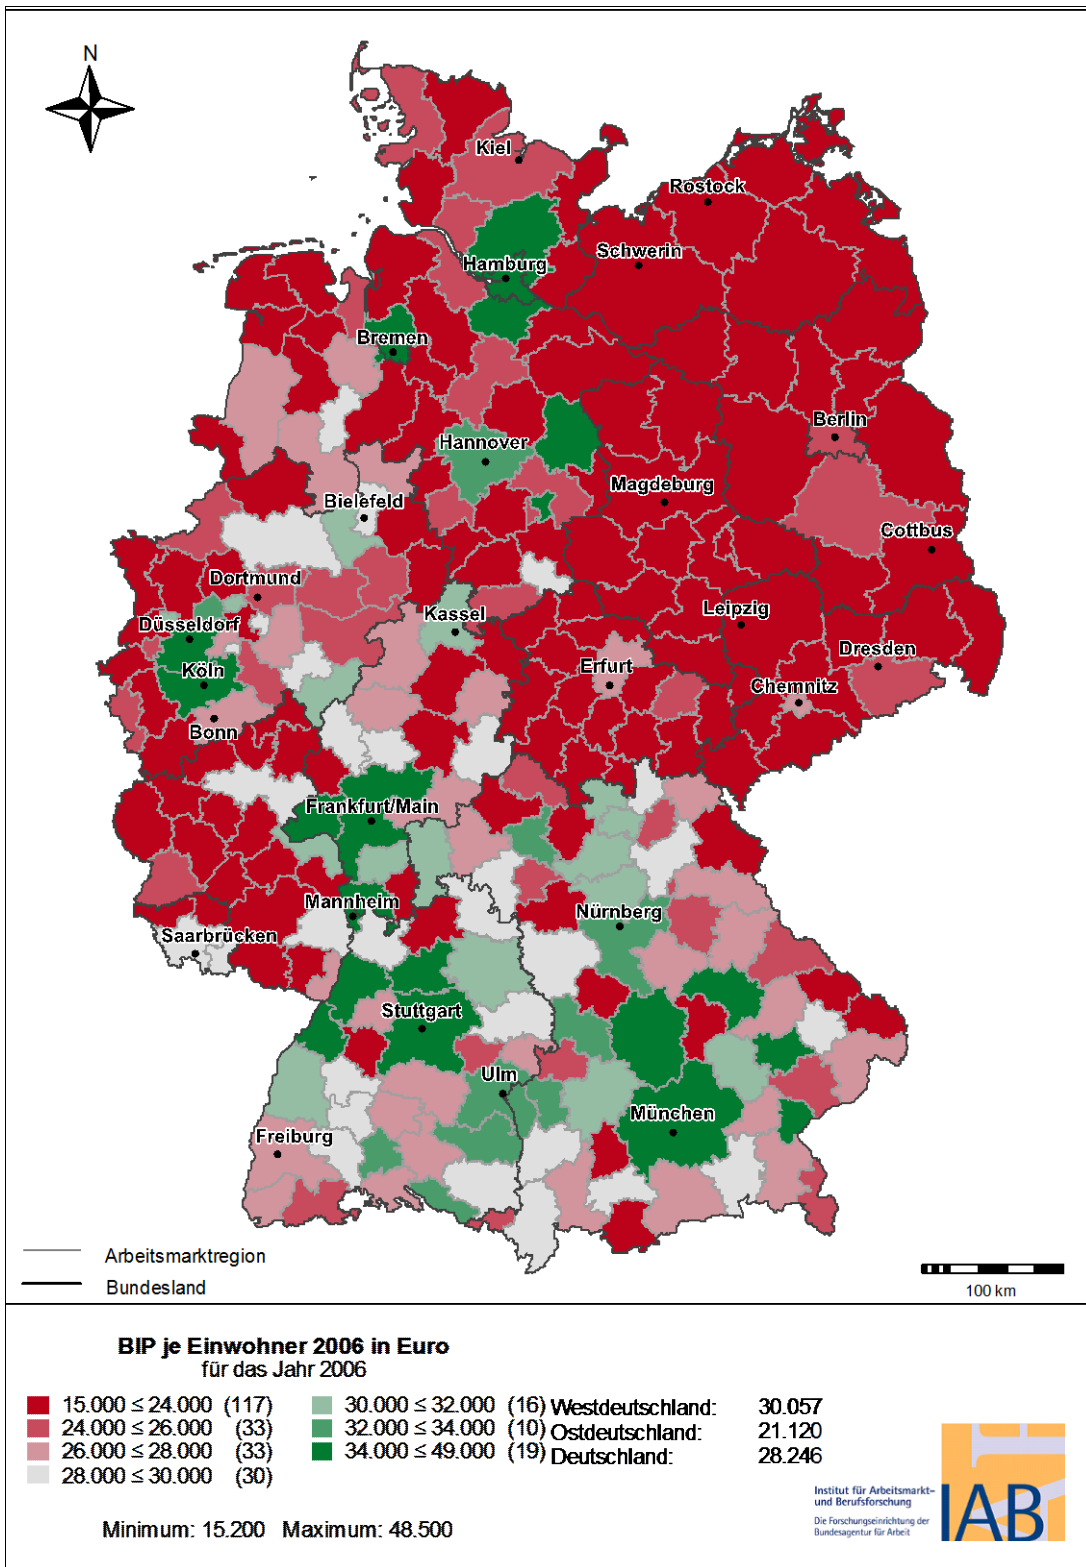 N
Kiel
Rostock
Schwerin
Hamburg
Bremen
Berlin
Hannover
Magdeburg
Bielefeld
Cottbus
Dortmund
Leipzig
Kassel
Düsseldorf
Dresden
Erfurt
Köln
Chemnitz
Bonn
Frankfurt/Main
Mannheim
Nürnberg
Saarbrücken
Stuttgart
Ulm
München
Freiburg
Arbeitsmarktregion
Bundesland
100 km
BIP je Einwohner 2006 in Euro
für das Jahr 2006
15.000 ≤ 24.000 (117)
24.000 ≤ 26.000 (33)
26.000 ≤ 28.000 (33)
28.000 ≤ 30.000 (30)
30.000 ≤ 32.000 (16)
32.000 ≤ 34.000 (10)
34.000 ≤ 49.000 (19)
Westdeutschland: 30.057
Ostdeutschland: 21.120
Deutschland: 28.246
Minimum: 15.200 Maximum: 48.500
Institut für Arbeitsmarkt-
und Berufsforschung
Die Forschungseinrichtung der
Bundesagentur für Arbeit
IAB